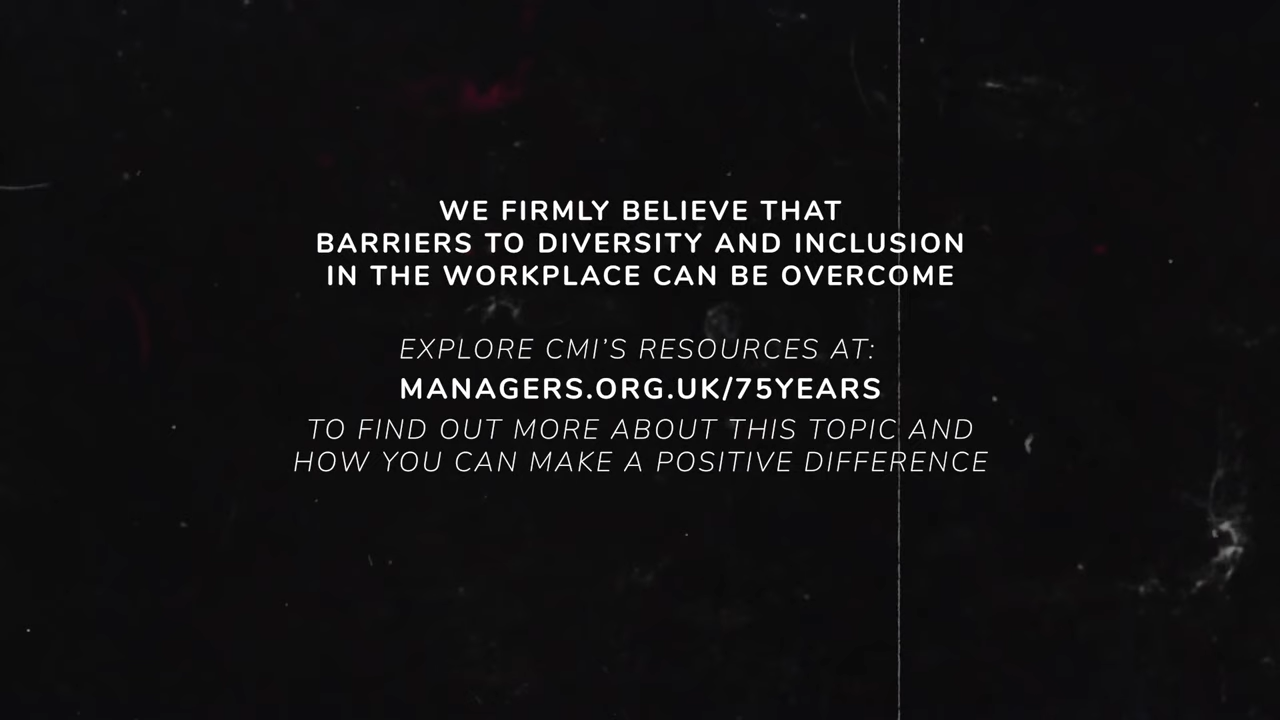 WE FIRMLY BELIEVE THAT
BARRIERS TO DIVERSITY AND INCLUSION
IN THE WORKPLACE CAN BE OVERCOME
EXPLORE CMI’S RESOURCES AT:
MANAGERS.ORG.UK/75YEARS
TO FIND OUT MORE ABOUT THIS TOPIC AND
HOW YOU CAN MAKE A POSITIVE DIFFERENCE